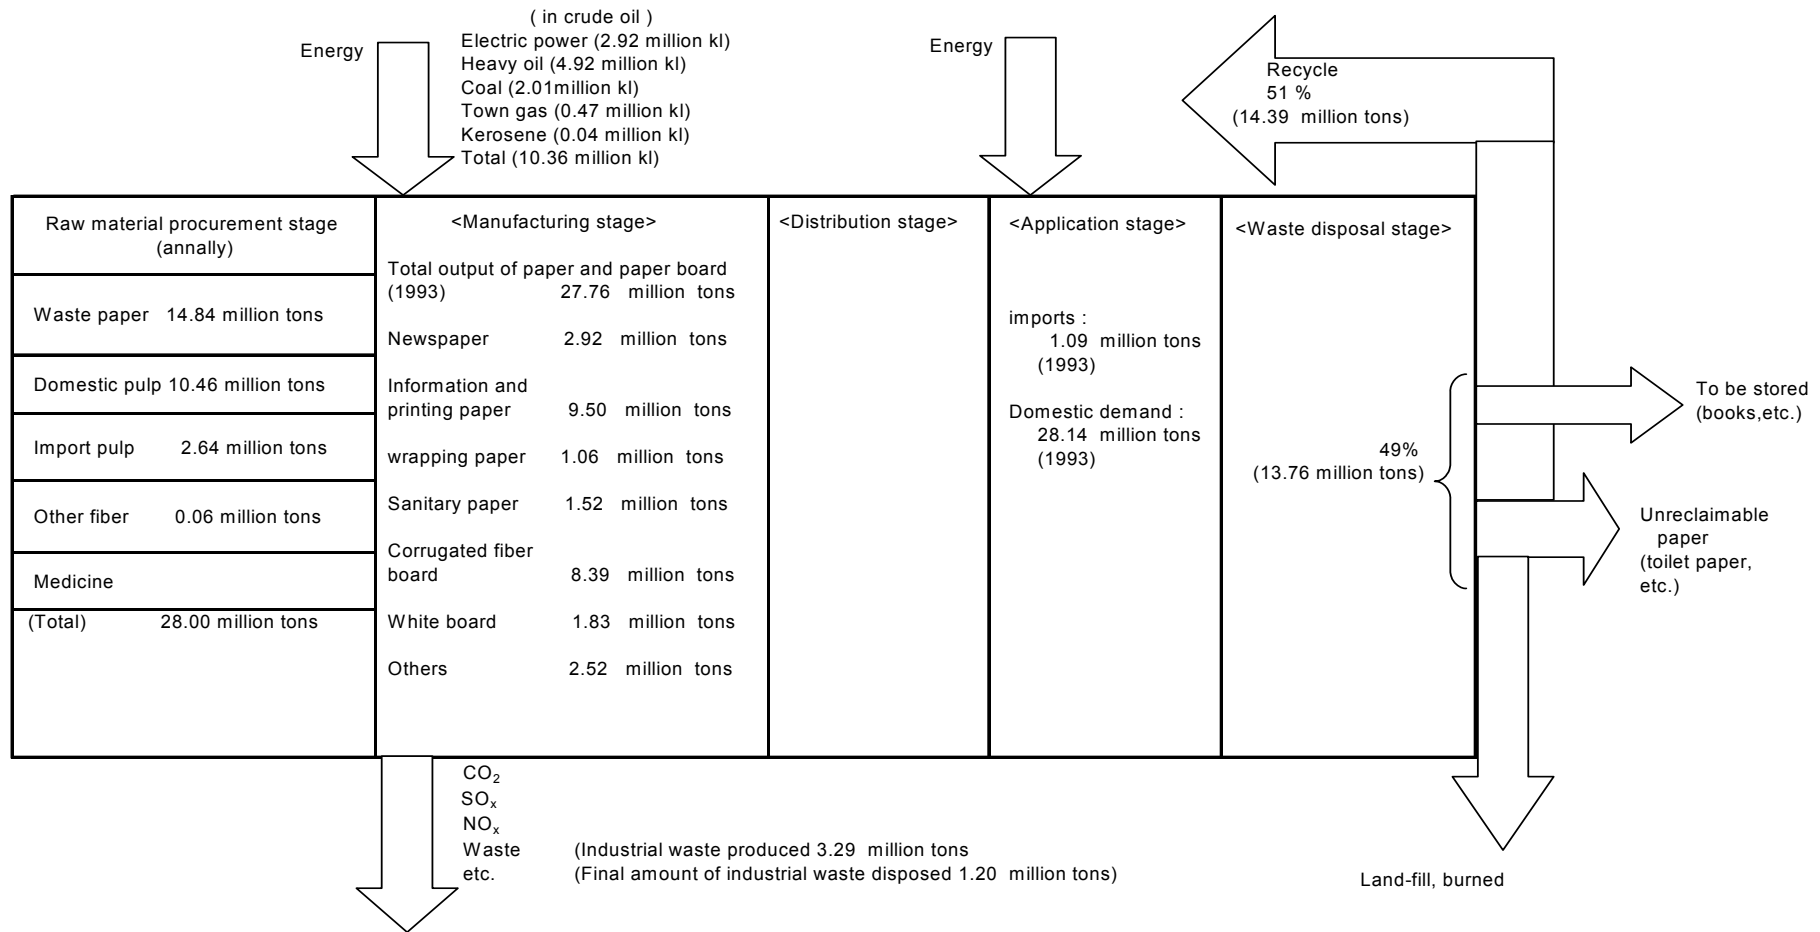 ( in crude oil )
Energy
Electric power (2.92 million kl)
Heavy oil (4.92 million kl)
Coal (2.01million kl)
Town gas (0.47 million kl)
Kerosene (0.04 million kl)
Total (10.36 million kl)
Energy
Recycle
51 %
(14.39 million tons)
Raw material procurement stage
(annally)
Waste paper 14.84 million tons
Domestic pulp 10.46 million tons
Import pulp 2.64 million tons
Other fiber 0.06 million tons
Medicine
(Total) 28.00 million tons
<Manufacturing stage>
Total output of paper and paper board
(1993) 27.76 million tons
Newspaper 2.92 million tons
Information and
printing paper 9.50 million tons
wrapping paper 1.06 million tons
Sanitary paper 1.52 million tons
Corrugated fiber
board 8.39 million tons
White board 1.83 million tons
Others 2.52 million tons
<Distribution stage>
<Application stage>
imports :
1.09 million tons
(1993)
Domestic demand :
28.14 million tons
(1993)
<Waste disposal stage>
49%
(13.76 million tons)
To be stored
(books,etc.)
Unreclaimable
paper
(toilet paper,
etc.)
CO₂
SOₓ
NOₓ
Waste (Industrial waste produced 3.29 million tons
etc. (Final amount of industrial waste disposed 1.20 million tons)
Land-fill, burned